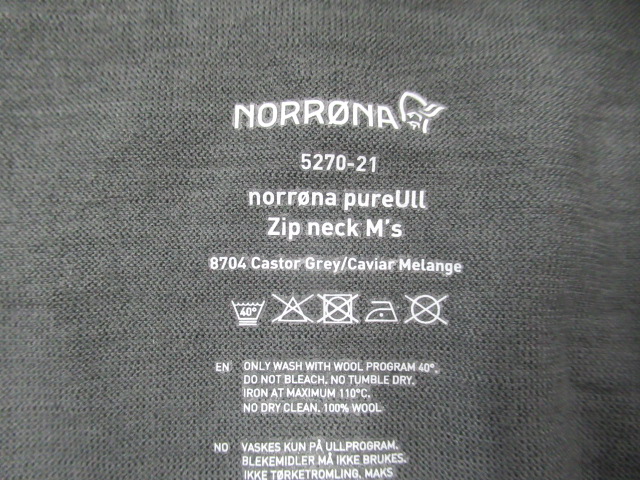 NORRØNA
5270-21
norrøna pureUll
Zip neck M's
8704 Castor Grey/Caviar Melange
40°
EN ONLY WASH WITH WOOL PROGRAM 40°.
DO NOT BLEACH. NO TUMBLE DRY.
IRON AT MAXIMUM 110°C.
NO DRY CLEAN. 100% WOOL
NO VASKES KUN PÅ ULLPROGRAM.
BLEKEMIDLER MÅ IKKE BRUKES.
IKKE TØRKETROMLING. MAKS